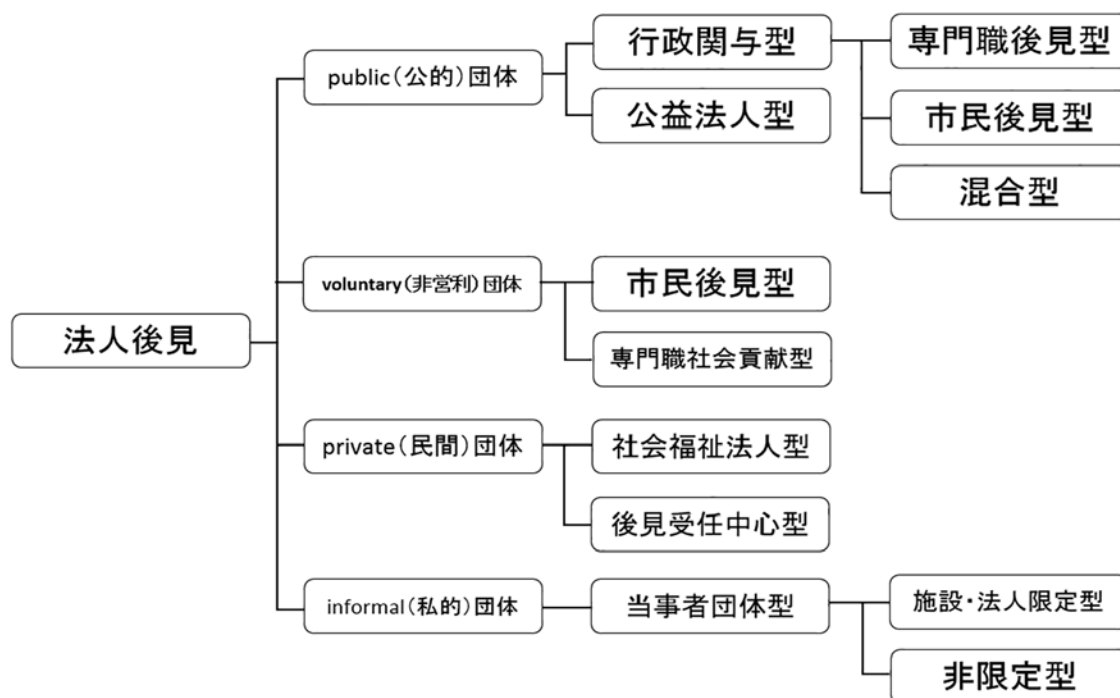 法人後見
public（公的）団体
行政関与型
専門職後見型
市民後見型
混合型
公益法人型
voluntary（非営利）団体
市民後見型
専門職社会貢献型
private（民間）団体
社会福祉法人型
後見受任中心型
informal（私的）団体
当事者団体型
施設・法人限定型
非限定型